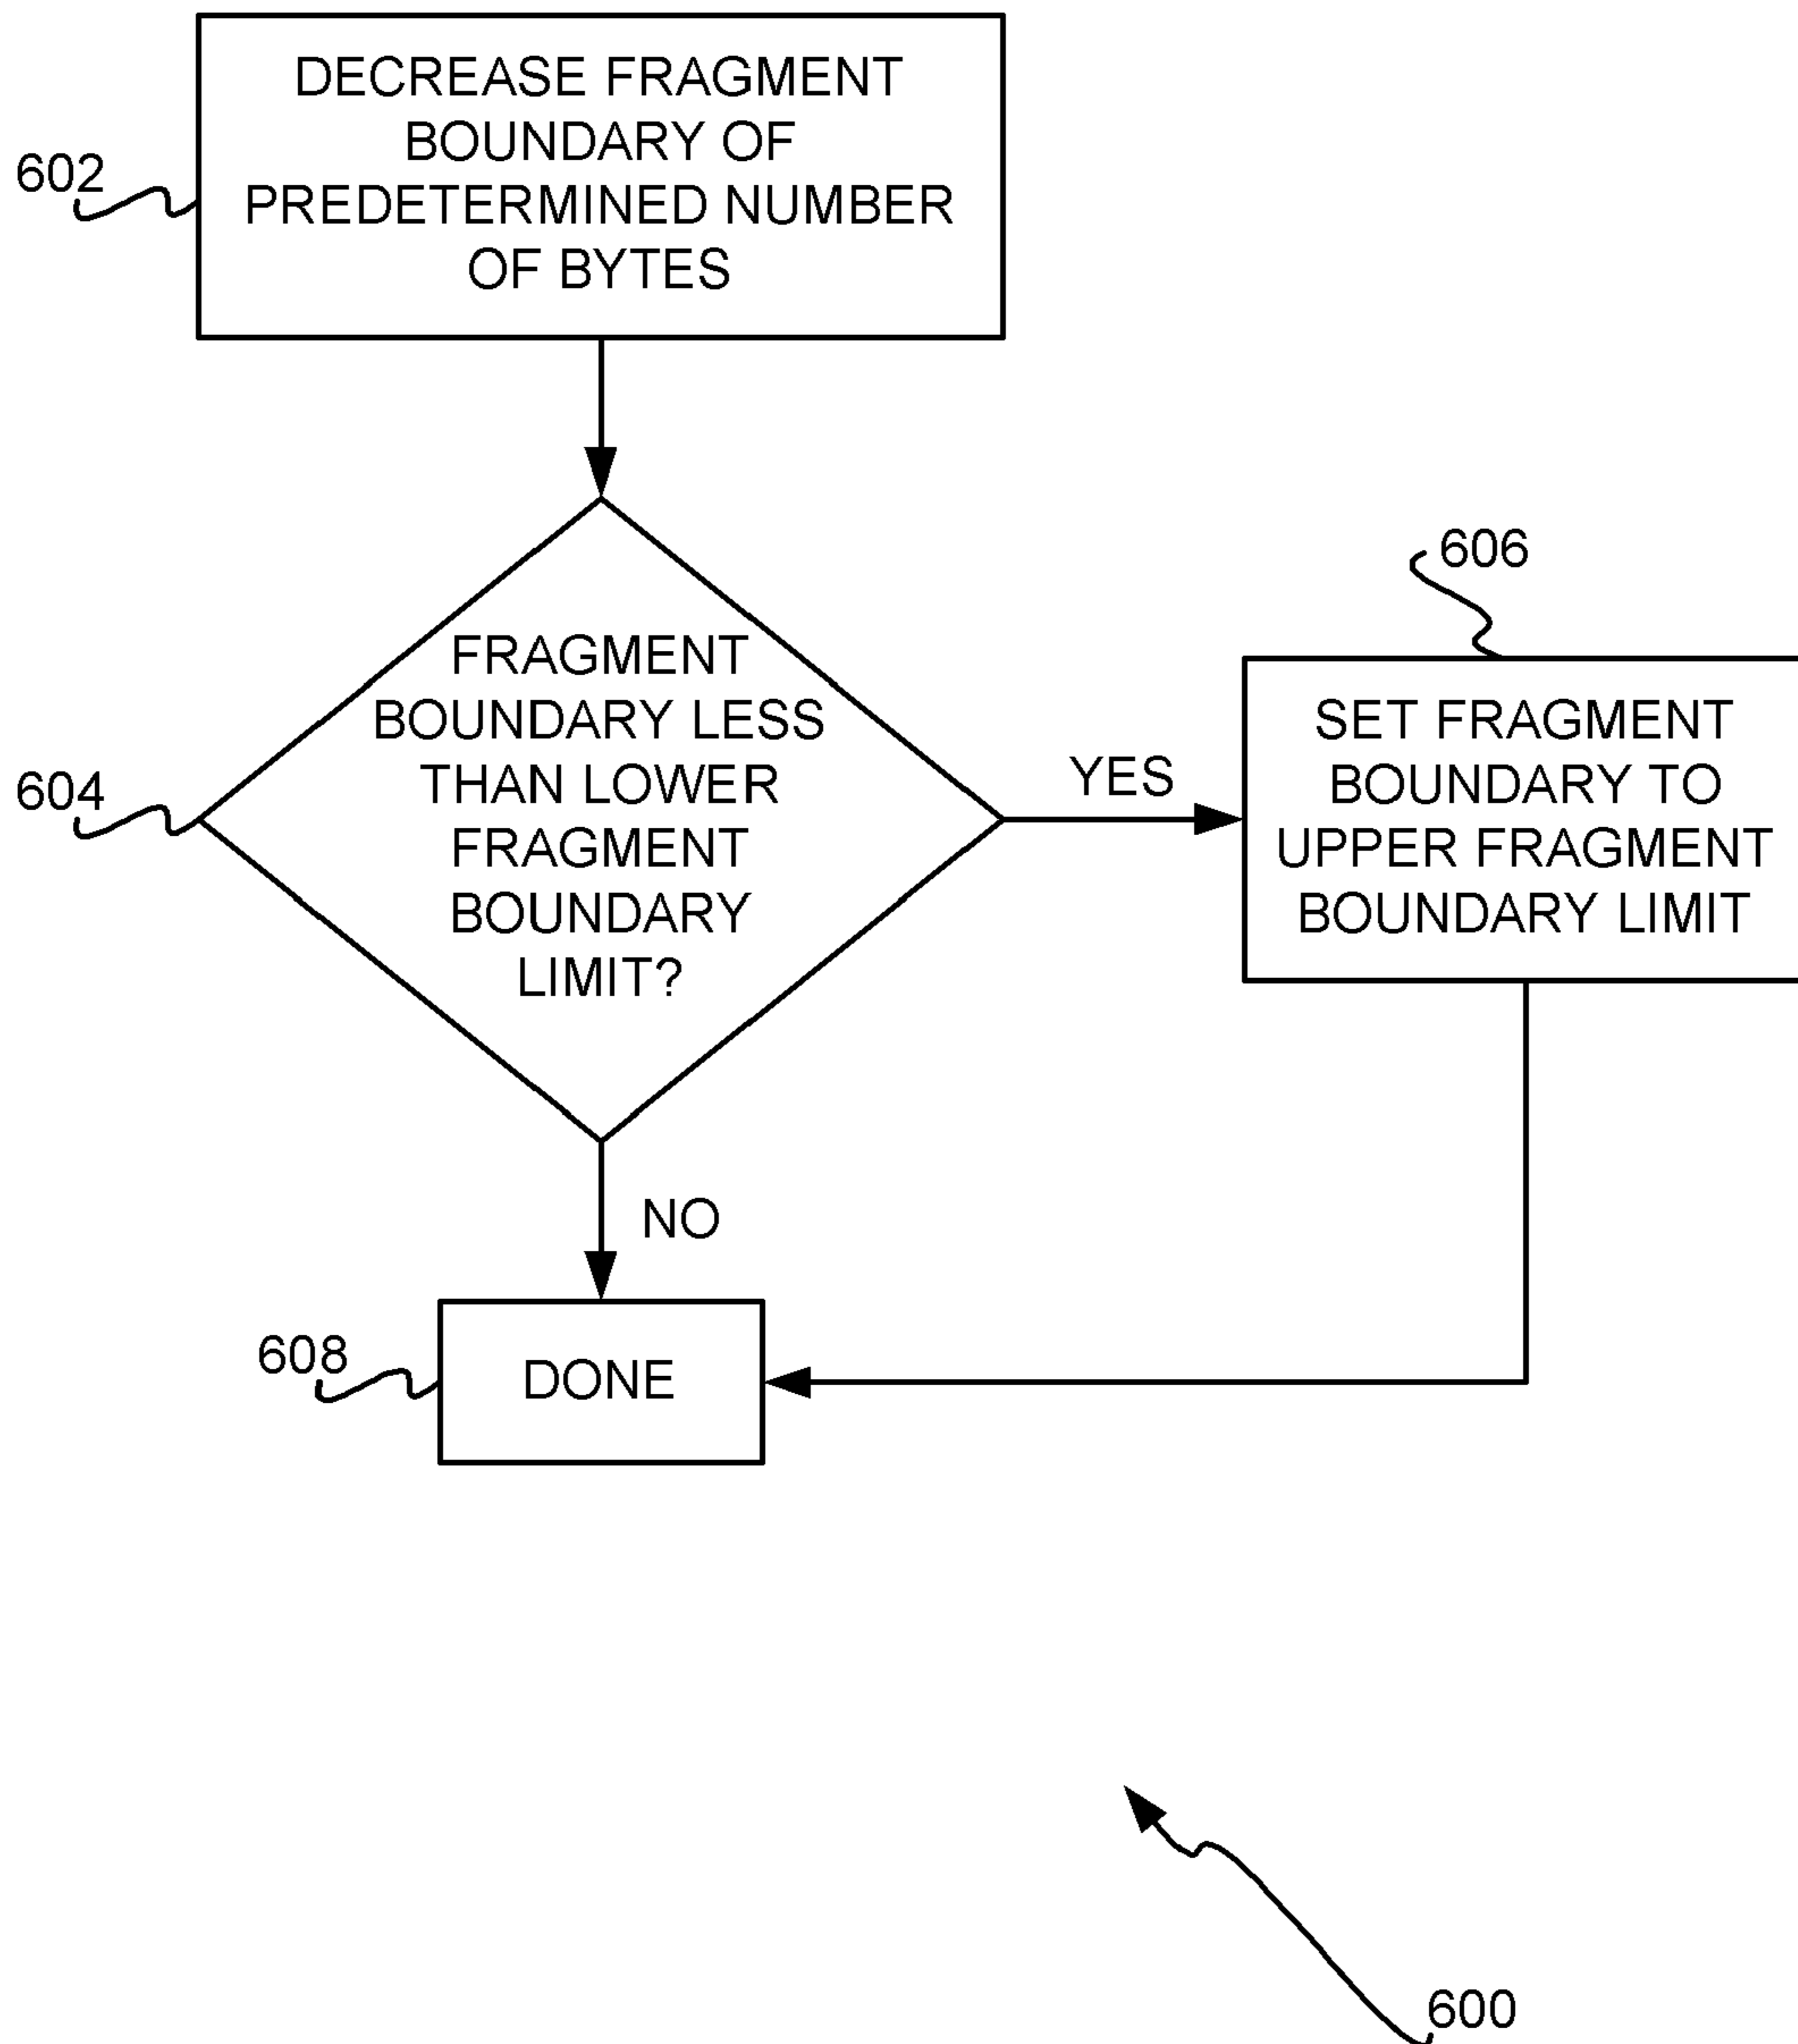 DECREASE FRAGMENT
BOUNDARY OF
PREDETERMINED NUMBER
OF BYTES
602
FRAGMENT
BOUNDARY LESS
THAN LOWER
FRAGMENT
BOUNDARY
LIMIT?
604
YES
606
SET FRAGMENT
BOUNDARY TO
UPPER FRAGMENT
BOUNDARY LIMIT
NO
608
DONE
600